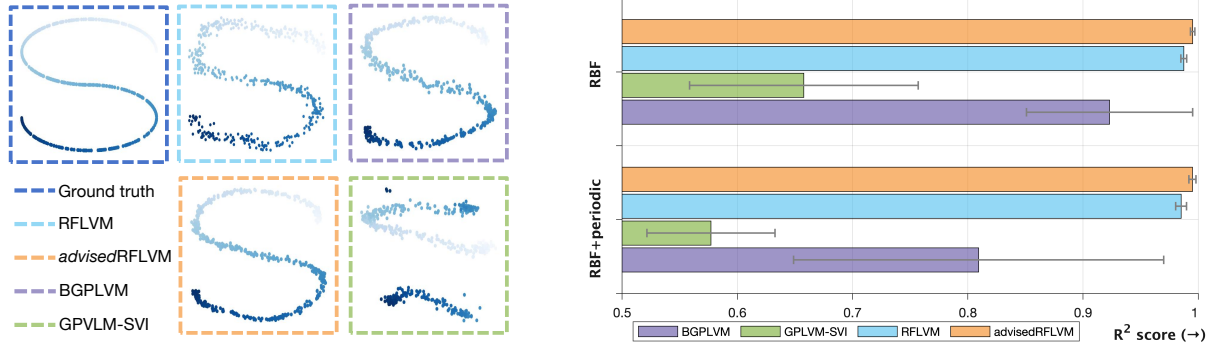 Ground truth
RFLVM
advisedRFLVM
BGPLVM
GPVLM-SVI
RBF
RBF+periodic
0.5
0.6
0.7
0.8
0.9
1
BGPLVM
GPLVM-SVI
RFLVM
advisedRFLVM
R² score (→)